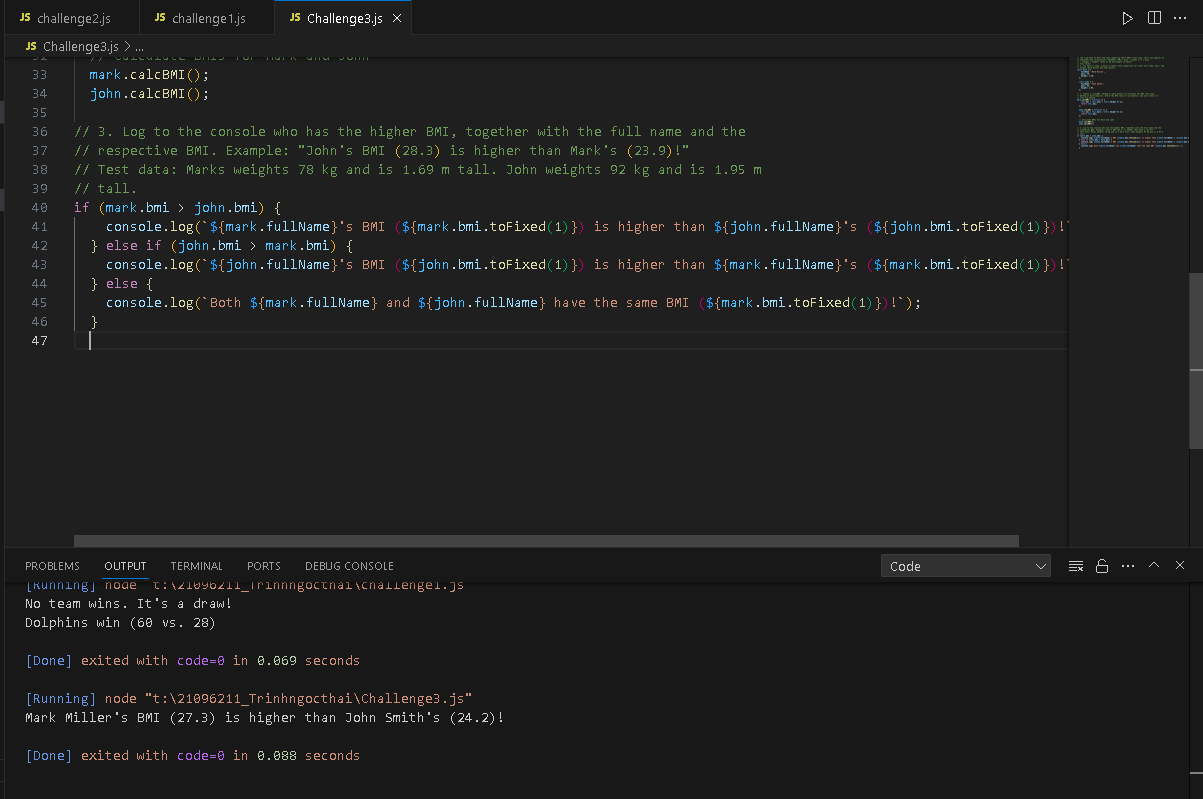 JS challenge2.js JS challenge1.js JS Challenge3.js ×
JS Challenge3.js > ...
32 // Calculate BMIs for Mark and John
33 mark.calcBMI();
34 john.calcBMI();
35
36 // 3. Log to the console who has the higher BMI, together with the full name and the
37 // respective BMI. Example: "John's BMI (28.3) is higher than Mark's (23.9)!"
38 // Test data: Marks weights 78 kg and is 1.69 m tall. John weights 92 kg and is 1.95 m
39 // tall.
40 if (mark.bmi > john.bmi) {
41 console.log(`${mark.fullName}'s BMI (${mark.bmi.toFixed(1)}) is higher than ${john.fullName}'s (${john.bmi.toFixed(1)})!`
42 } else if (john.bmi > mark.bmi) {
43 console.log(`${john.fullName}'s BMI (${john.bmi.toFixed(1)}) is higher than ${mark.fullName}'s (${mark.bmi.toFixed(1)})!`
44 } else {
45 console.log(`Both ${mark.fullName} and ${john.fullName} have the same BMI (${mark.bmi.toFixed(1)})!`);
46 }
47
PROBLEMS OUTPUT TERMINAL PORTS DEBUG CONSOLE Code
[Running] node "t:\21096211_Trinhngocthai\challenge1.js"
No team wins. It's a draw!
Dolphins win (60 vs. 28)
[Done] exited with code=0 in 0.069 seconds
[Running] node "t:\21096211_Trinhngocthai\Challenge3.js"
Mark Miller's BMI (27.3) is higher than John Smith's (24.2)!
[Done] exited with code=0 in 0.088 seconds